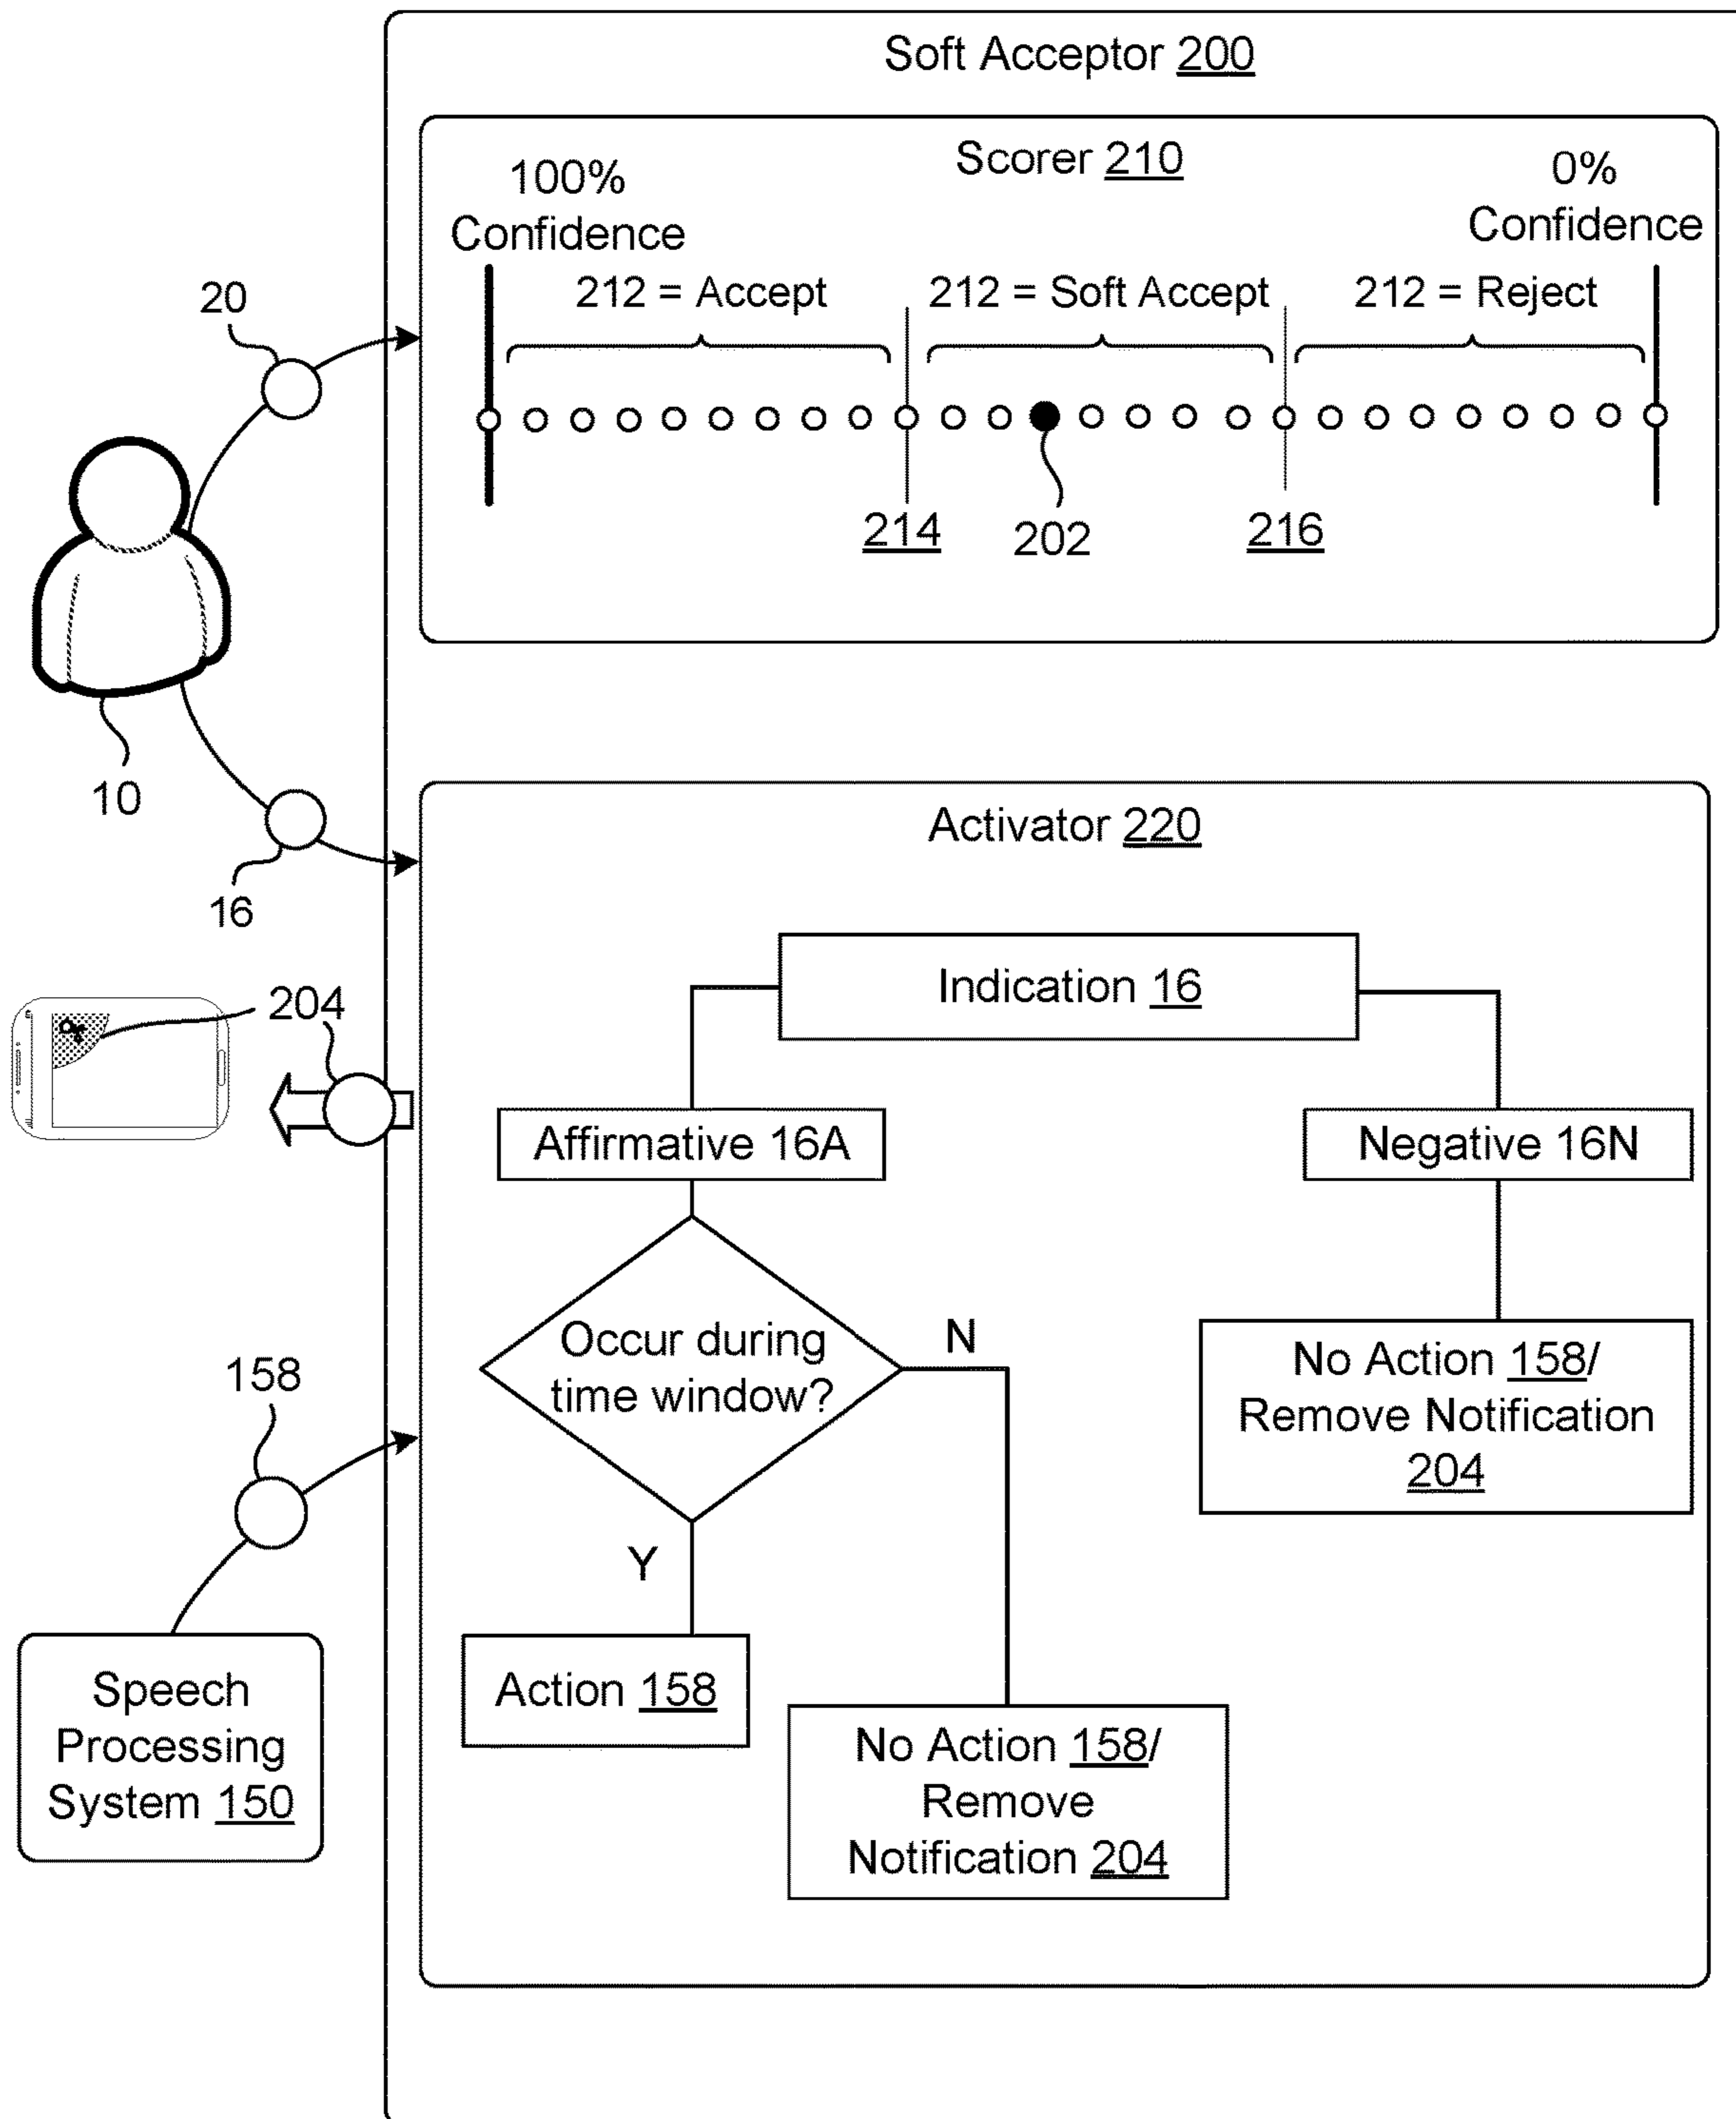 Soft Acceptor 200
Scorer 210
100%
Confidence
0%
Confidence
212 = Accept
212 = Soft Accept
212 = Reject
20
214
202
216
10
16
Activator 220
Indication 16
204
Affirmative 16A
Negative 16N
Occur during
time window?
N
Y
No Action 158/
Remove Notification
204
158
Action 158
No Action 158/
Remove
Notification 204
Speech
Processing
System 150